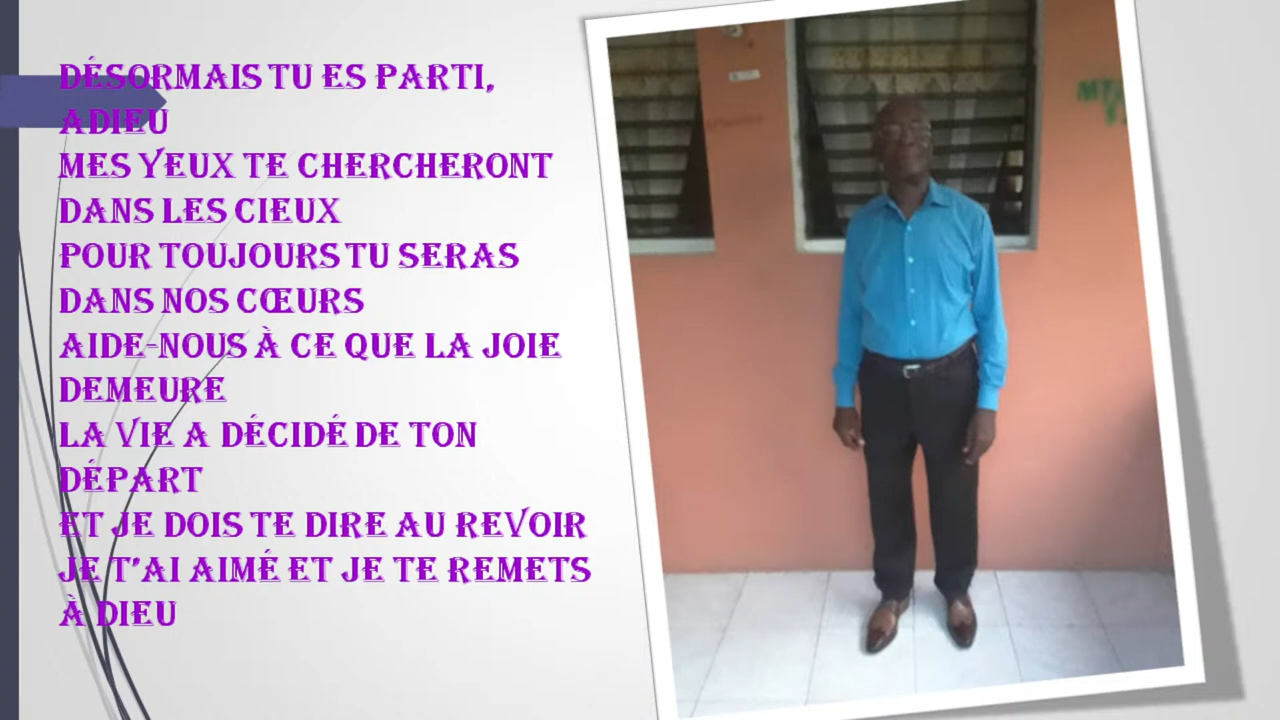 DÉSORMAIS TU ES PARTI,
ADIEU
MES YEUX TE CHERCHERONT
DANS LES CIEUX
POUR TOUJOURS TU SERAS
DANS NOS CŒURS
AIDE-NOUS À CE QUE LA JOIE
DEMEURE
LA VIE A DÉCIDÉ DE TON
DÉPART
ET JE DOIS TE DIRE AU REVOIR
JE T'AI AIMÉ ET JE TE REMETS
À DIEU